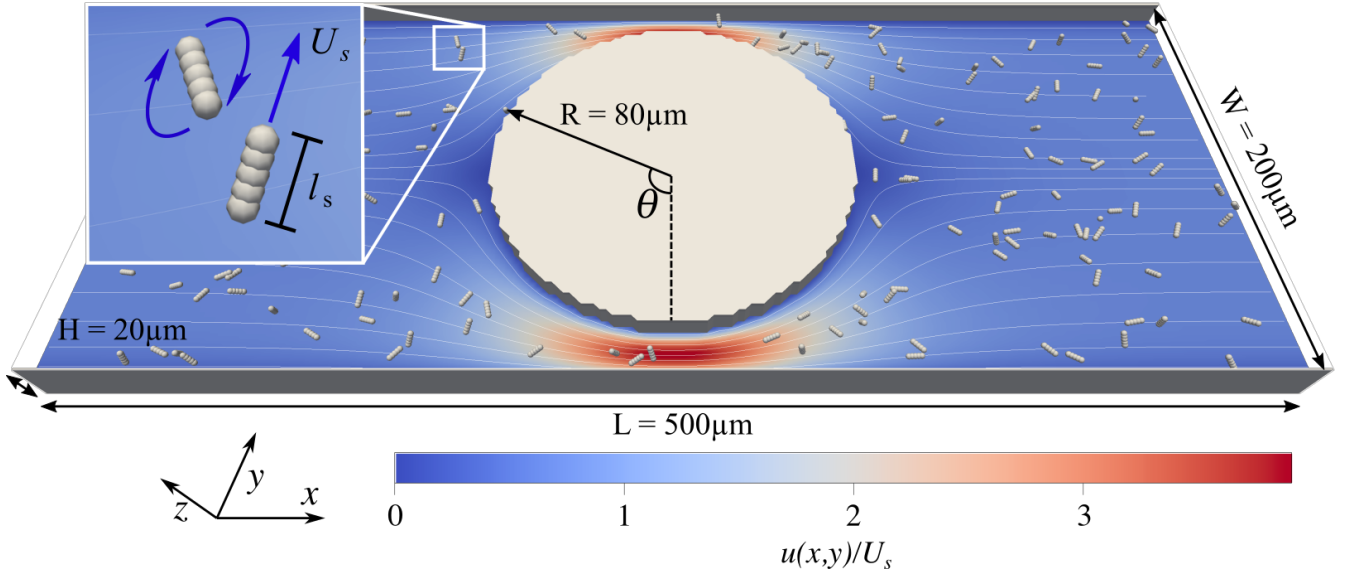 U_s
l_s
R = 80μm
θ
W = 200μm
H = 20μm
L = 500μm
y
z
x
0 1 2 3
u(x,y)/U_s